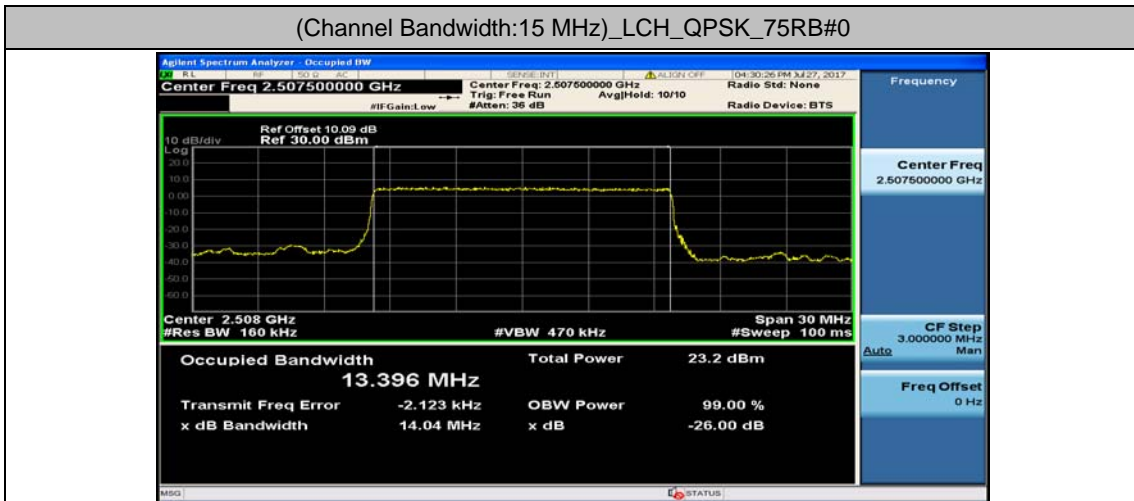 (Channel Bandwidth:15 MHz)_LCH_QPSK_75RB#0
Agilent Spectrum Analyzer - Occupied BW
RL RF 50 Ω AC SENSE:INT ALIGN OFF 04:30:26 PM Jul 27, 2017
Center Freq 2.507500000 GHz
Center Freq: 2.507500000 GHz
Radio Std: None
Trig: Free Run Avg|Hold: 10/10
#IFGain:Low #Atten: 36 dB
Radio Device: BTS
Ref Offset 10.09 dB
10 dB/div Ref 30.00 dBm
Log
20.0
10.0
0.00
-10.0
-20.0
-30.0
-40.0
-50.0
-60.0
Center 2.508 GHz Span 30 MHz
#Res BW 160 kHz #VBW 470 kHz #Sweep 100 ms
Occupied Bandwidth Total Power 23.2 dBm
13.396 MHz
Transmit Freq Error -2.123 kHz OBW Power 99.00 %
x dB Bandwidth 14.04 MHz x dB -26.00 dB
MSG STATUS
Frequency
Center Freq
2.507500000 GHz
CF Step
3.000000 MHz
Auto Man
Freq Offset
0 Hz